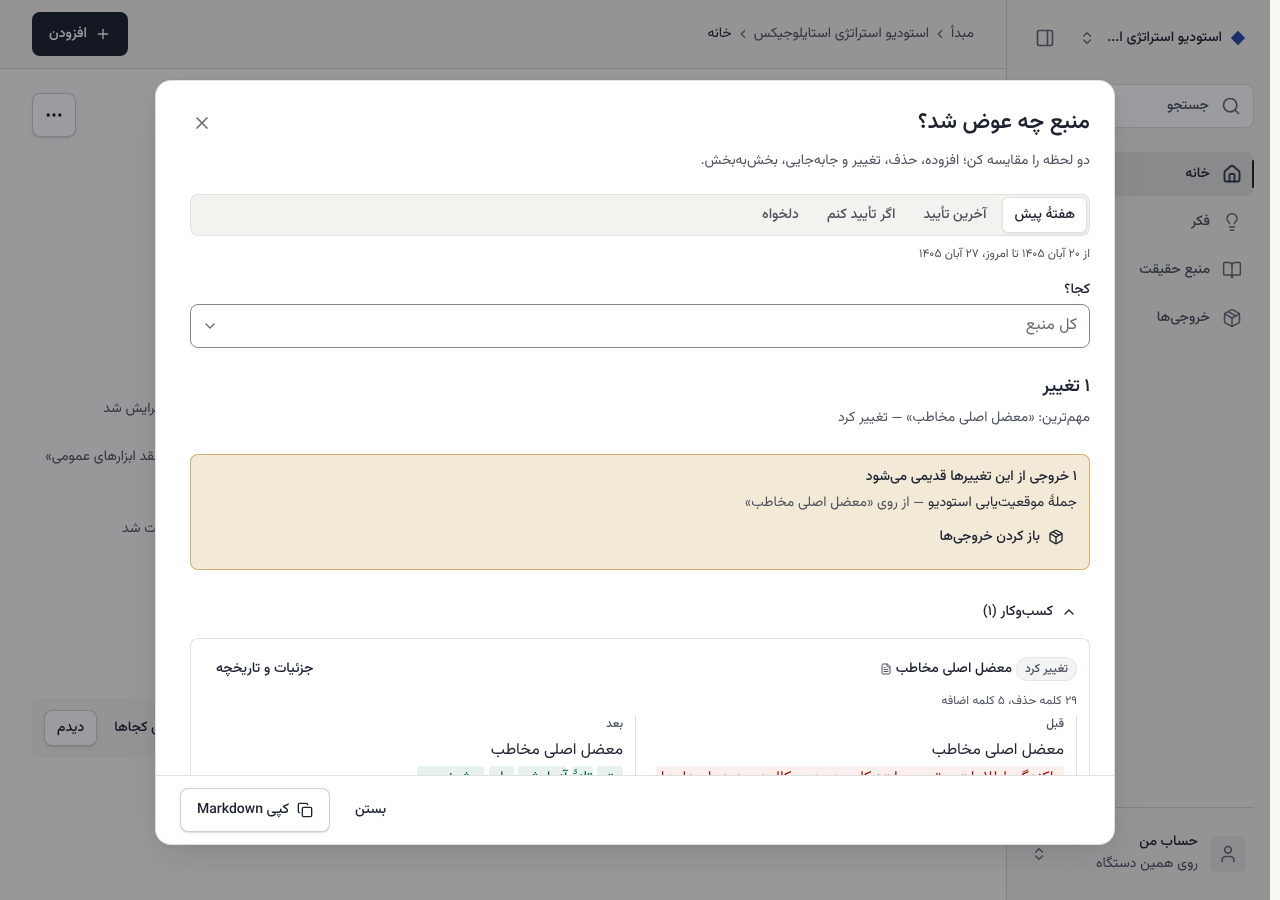 استودیو استراتژی ا...
مبدأ
استودیو استراتژی استایلوجیکس
خانه
افزودن
جستجو
خانه
فکر
منبع حقیقت
خروجی‌ها
منبع چه عوض شد؟
دو لحظه را مقایسه کن؛ افزوده، حذف، تغییر و جابه‌جایی، بخش‌به‌بخش.
هفتهٔ پیش
آخرین تأیید
اگر تأیید کنم
دلخواه
از ۲۰ آبان ۱۴۰۵ تا امروز، ۲۷ آبان ۱۴۰۵
کجا؟
کل منبع
۱ تغییر
مهم‌ترین: «معضل اصلی مخاطب» — تغییر کرد
۱ خروجی از این تغییرها قدیمی می‌شود
جملهٔ موقعیت‌یابی استودیو — از روی «معضل اصلی مخاطب»
باز کردن خروجی‌ها
کسب‌وکار (۱)
تغییر کرد
معضل اصلی مخاطب
جزئیات و تاریخچه
۲۹ کلمه حذف، ۵ کلمه اضافه
قبل
معضل اصلی مخاطب
بعد
معضل اصلی مخاطب
بستن
کپی Markdown
ابزارهای عمومی»
شد
کجاها
دیدم
حساب من
روی همین دستگاه